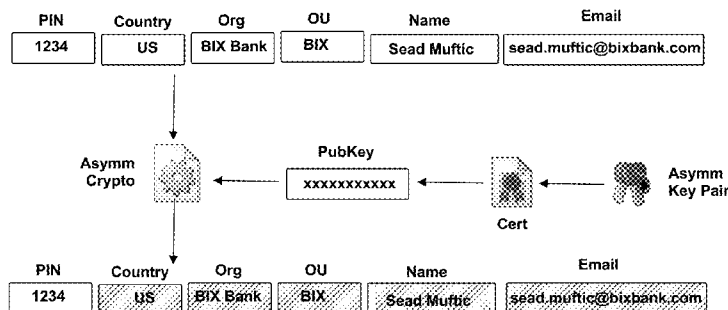 PIN Country Org OU Name Email
1234 US BIX Bank BIX Sead Muftic sead.muftic@bixbank.com
Asymm
Crypto
PubKey
xxxxxxxxxxx
Cert
Asymm
Key Pair
PIN Country Org OU Name Email
1234 US BIX Bank BIX Sead Muftic sead.muftic@bixbank.com